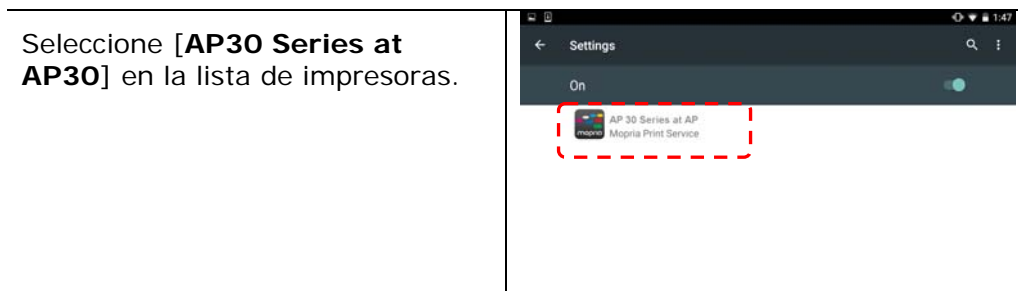 Seleccione [AP30 Series at
AP30] en la lista de impresoras.
1:47
Settings
On
mopria
AP 30 Series at AP
Mopria Print Service